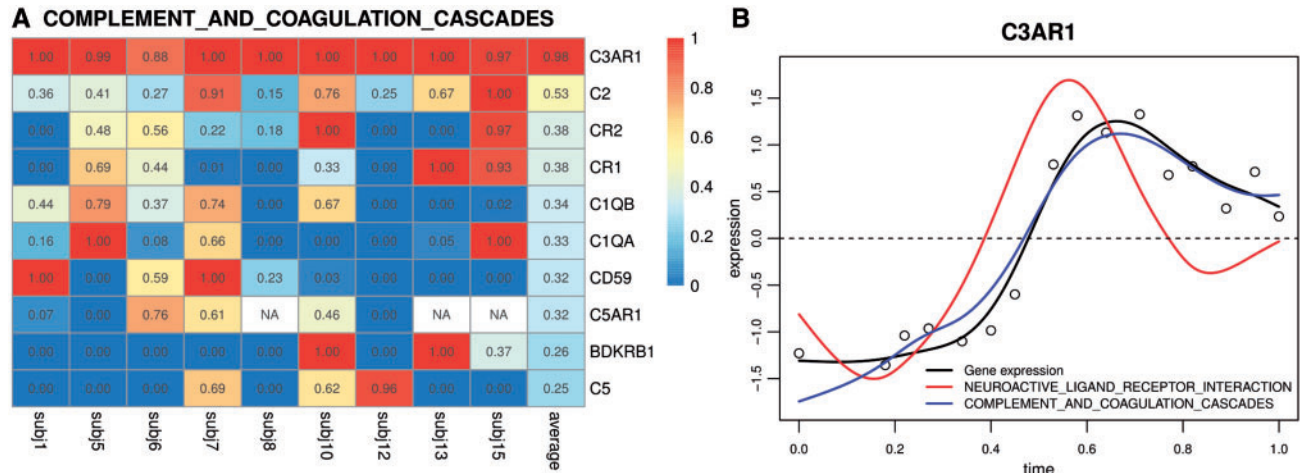 A COMPLEMENT_AND_COAGULATION_CASCADES
1.00 0.99 0.88 1.00 1.00 1.00 1.00 1.00 0.97 0.98 C3AR1
0.36 0.41 0.27 0.91 0.15 0.76 0.25 0.67 1.00 0.53 C2
0.00 0.48 0.56 0.22 0.18 1.00 0.00 0.00 0.97 0.38 CR2
0.00 0.69 0.44 0.01 0.00 0.33 0.00 1.00 0.93 0.38 CR1
0.44 0.79 0.37 0.74 0.00 0.67 0.00 0.00 0.02 0.34 C1QB
0.16 1.00 0.08 0.66 0.00 0.00 0.00 0.05 1.00 0.33 C1QA
1.00 0.00 0.59 1.00 0.23 0.03 0.00 0.00 0.00 0.32 CD59
0.07 0.00 0.76 0.61 NA 0.46 0.00 NA NA 0.32 C5AR1
0.00 0.00 0.00 0.00 0.00 1.00 0.00 1.00 0.37 0.26 BDKRB1
0.00 0.00 0.00 0.69 0.00 0.62 0.96 0.00 0.00 0.25 C5
subj1 subj5 subj6 subj7 subj8 subj10 subj12 subj13 subj15 average
1
0.8
0.6
0.4
0.2
0
B
C3AR1
expression
1.5
1.0
0.5
0.0
−0.5
−1.0
−1.5
Gene expression
NEUROACTIVE_LIGAND_RECEPTOR_INTERACTION
COMPLEMENT_AND_COAGULATION_CASCADES
0.0 0.2 0.4 0.6 0.8 1.0
time